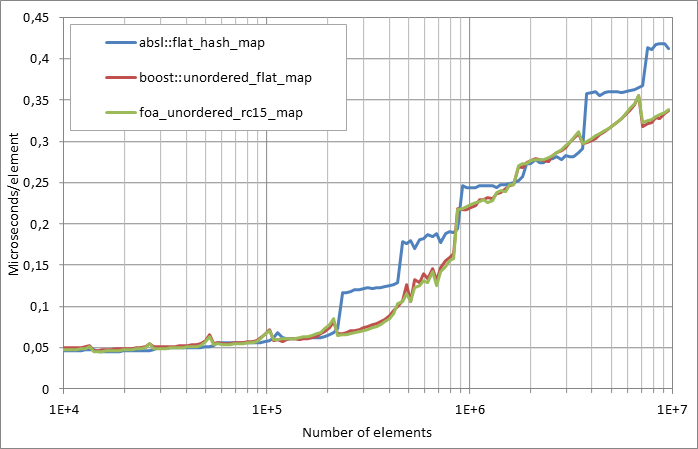 0,45
0,4
0,35
0,3
0,25
0,2
0,15
0,1
0,05
0
Microseconds/element
absl::flat_hash_map
boost::unordered_flat_map
foa_unordered_rc15_map
1E+4 1E+5 1E+6 1E+7
Number of elements